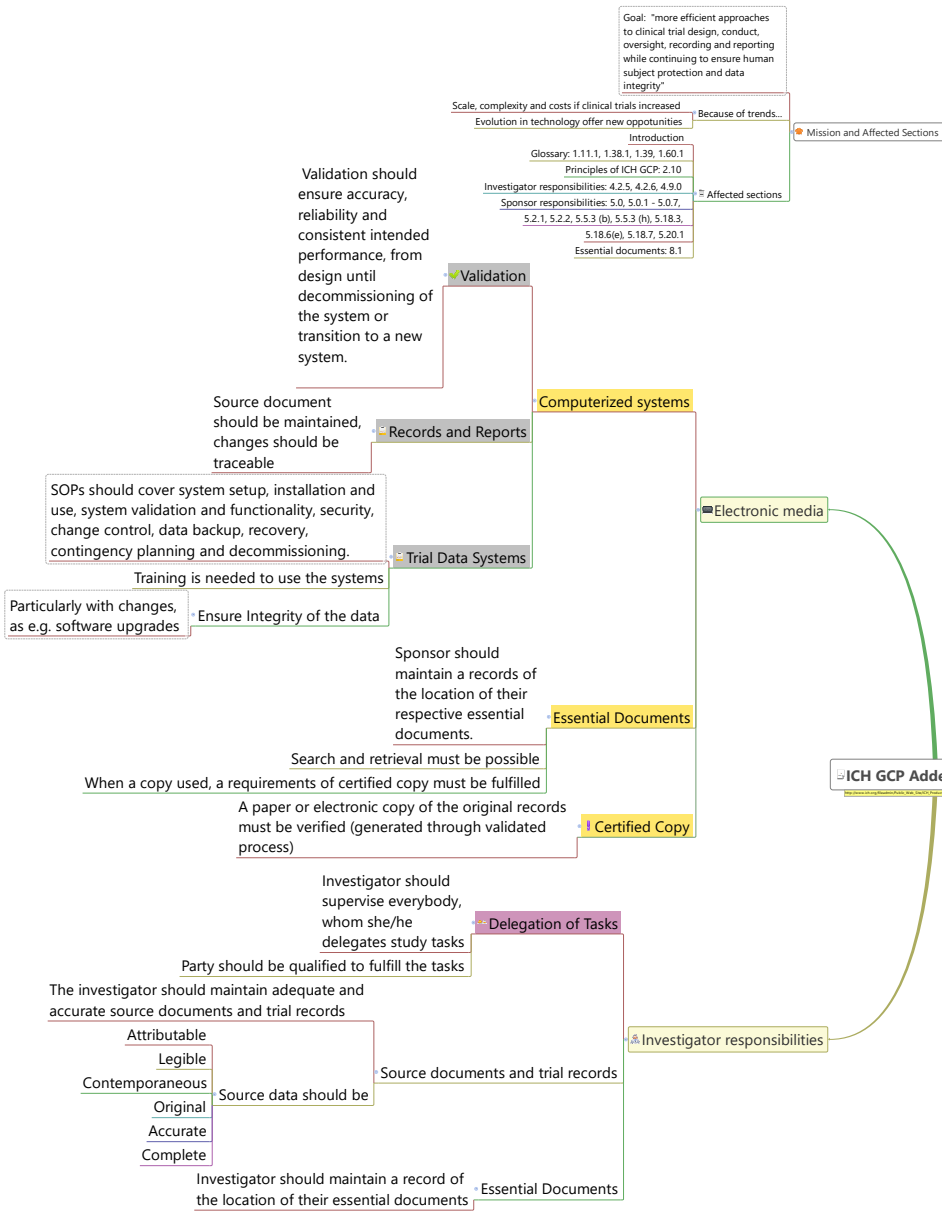 Goal: "more efficient approaches
to clinical trial design, conduct,
oversight, recording and reporting
while continuing to ensure human
subject protection and data
integrity"
Scale, complexity and costs if clinical trials increased
Evolution in technology offer new oppotunities
Because of trends...
Mission and Affected Sections
Introduction
Glossary: 1.11.1, 1.38.1, 1.39, 1.60.1
Principles of ICH GCP: 2.10
Investigator responsibilities: 4.2.5, 4.2.6, 4.9.0
Sponsor responsibilities: 5.0, 5.0.1 - 5.0.7,
5.2.1, 5.2.2, 5.5.3 (b), 5.5.3 (h), 5.18.3,
5.18.6(e), 5.18.7, 5.20.1
Essential documents: 8.1
Affected sections
Validation should
ensure accuracy,
reliability and
consistent intended
performance, from
design until
decommissioning of
the system or
transition to a new
system.
Validation
Computerized systems
Source document
should be maintained,
changes should be
traceable
Records and Reports
SOPs should cover system setup, installation and
use, system validation and functionality, security,
change control, data backup, recovery,
contingency planning and decommissioning.
Trial Data Systems
Training is needed to use the systems
Particularly with changes,
as e.g. software upgrades
Ensure Integrity of the data
Electronic media
Sponsor should
maintain a records of
the location of their
respective essential
documents.
Essential Documents
Search and retrieval must be possible
When a copy used, a requirements of certified copy must be fulfilled
A paper or electronic copy of the original records
must be verified (generated through validated
process)
Certified Copy
ICH GCP Adde
Investigator should
supervise everybody,
whom she/he
delegates study tasks
Delegation of Tasks
Party should be qualified to fulfill the tasks
The investigator should maintain adequate and
accurate source documents and trial records
Attributable
Legible
Contemporaneous
Original
Accurate
Complete
Source data should be
Source documents and trial records
Investigator responsibilities
Investigator should maintain a record of
the location of their essential documents
Essential Documents